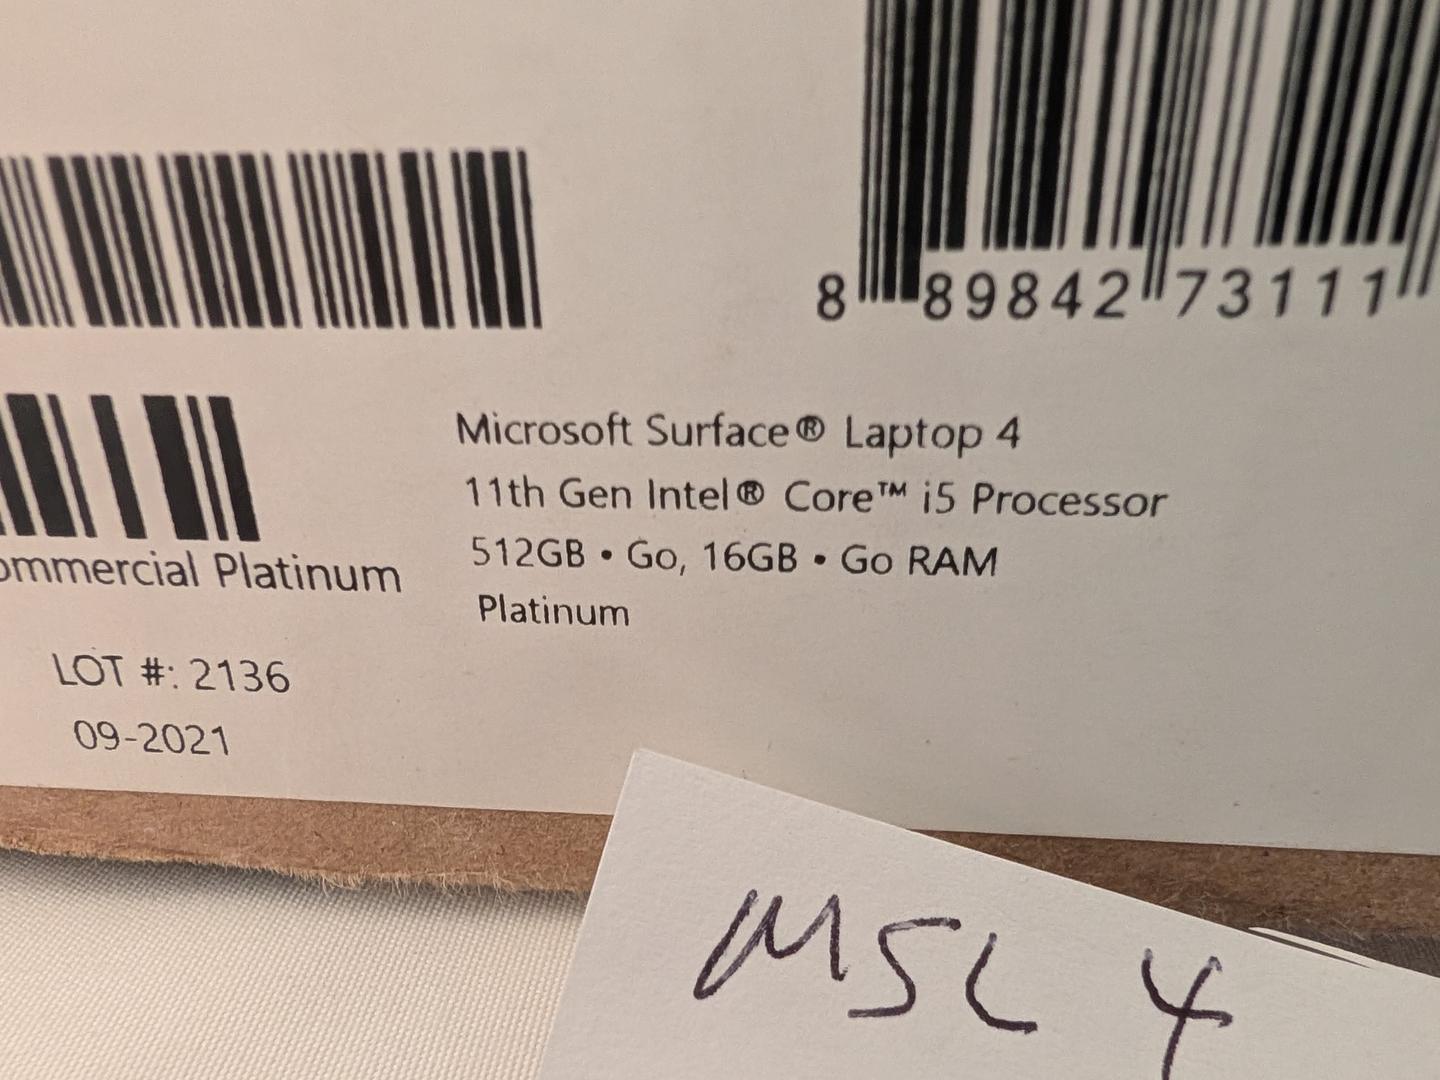 8 89842 73111
Microsoft Surface® Laptop 4
11th Gen Intel® Core™ i5 Processor
512GB • Go, 16GB • Go RAM
Platinum
ommercial Platinum
LOT #: 2136
09-2021
MSL 4